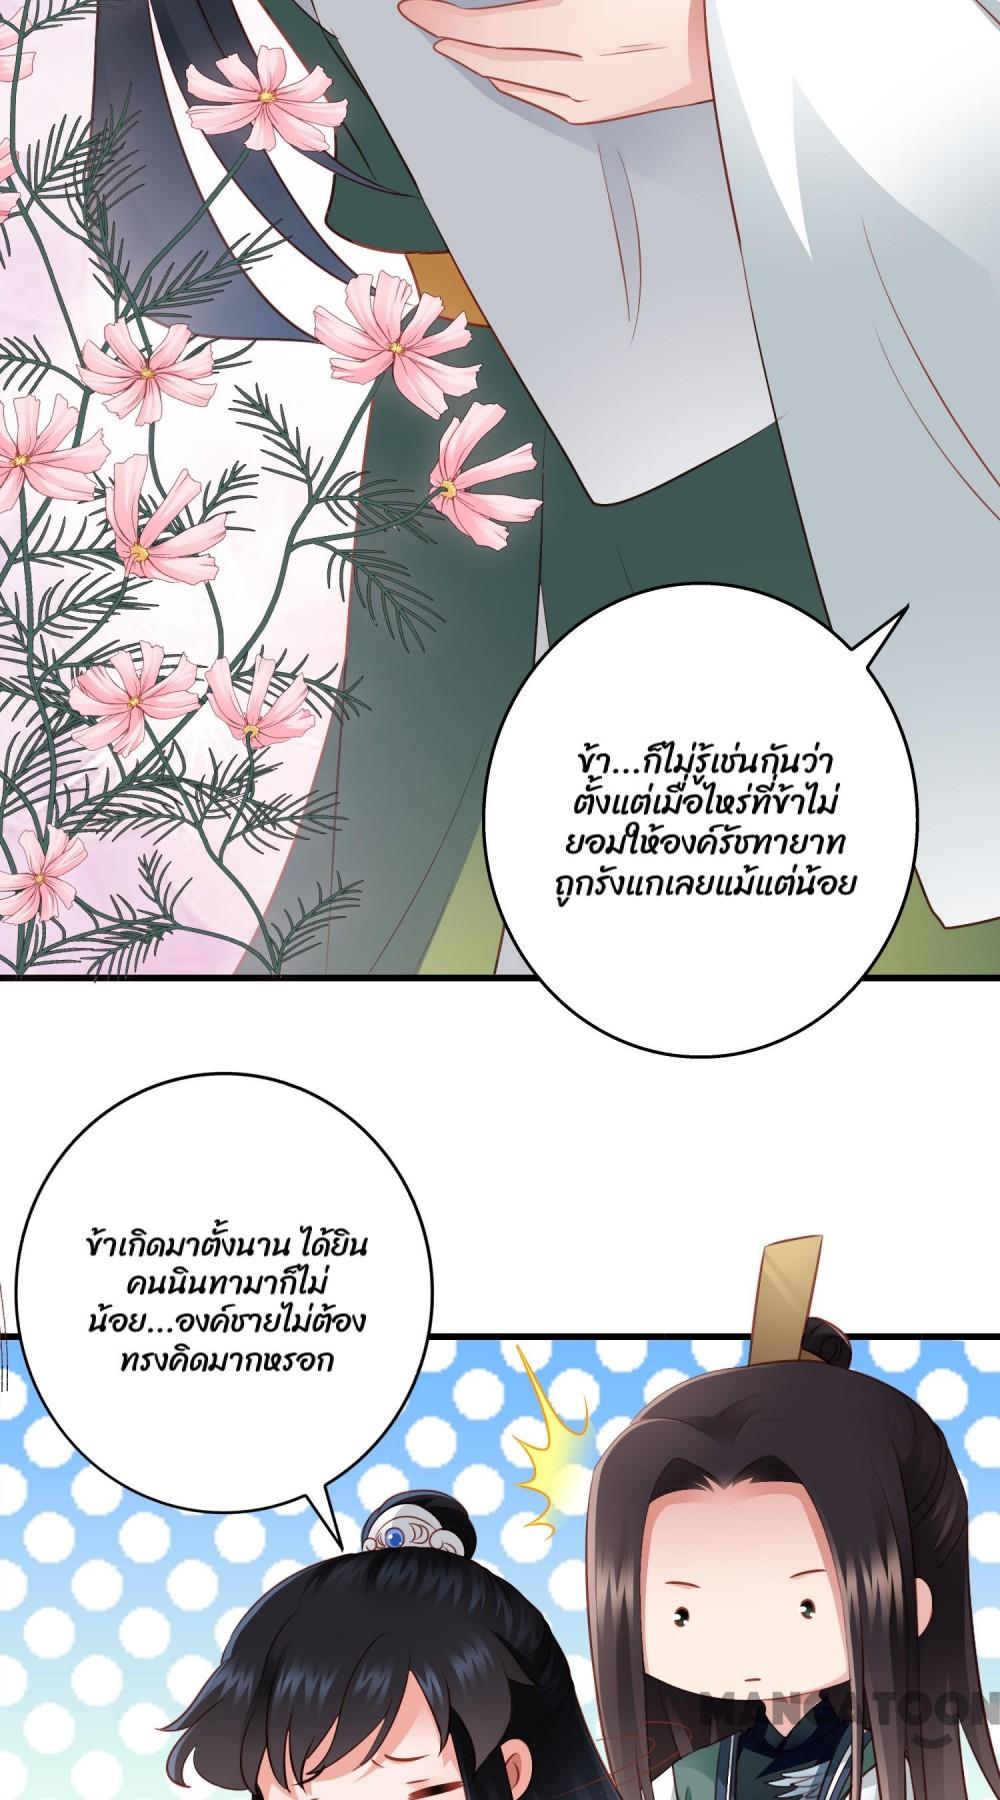 ข้า...ก็ไม่รู้เช่นกันว่า
ตั้งแต่เมื่อไหร่ที่ข้าไม่
ยอมให้องค์รัชทายาท
ถูกรังแกเลยแม้แต่น้อย
ข้าเกิดมาตั้งนาน ได้ยิน
คนนินทามาก็ไม่
น้อย...องค์ชายไม่ต้อง
ทรงคิดมากหรอก
MANGATOON